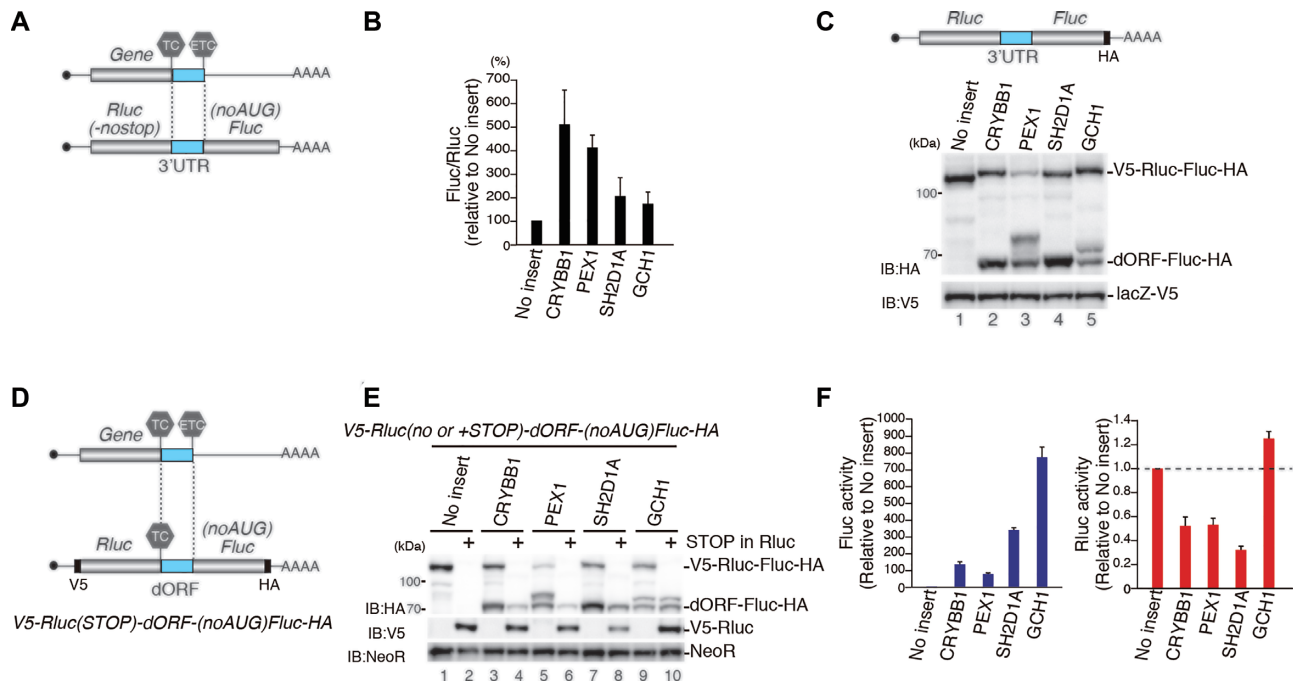 A
Gene
TC
ETC
AAAA
Rluc
(-nostop)
(noAUG)
Fluc
AAAA
3'UTR
B
(%)
700
600
500
400
300
200
100
0
Fluc/Rluc
(relative to No insert)
No insert
CRYBB1
PEX1
SH2D1A
GCH1
C
Rluc
Fluc
AAAA
3'UTR
HA
No insert
CRYBB1
PEX1
SH2D1A
GCH1
(kDa)
V5-Rluc-Fluc-HA
100
70
dORF-Fluc-HA
IB:HA
lacZ-V5
IB:V5
1 2 3 4 5
D
TC
ETC
Gene
AAAA
TC
Rluc
(noAUG)
Fluc
AAAA
V5
HA
dORF
V5-Rluc(STOP)-dORF-(noAUG)Fluc-HA
E
V5-Rluc(no or +STOP)-dORF-(noAUG)Fluc-HA
No insert
CRYBB1
PEX1
SH2D1A
GCH1
+ + + + + STOP in Rluc
(kDa)
V5-Rluc-Fluc-HA
100
70
IB:HA
dORF-Fluc-HA
IB:V5
V5-Rluc
IB:NeoR
NeoR
1 2 3 4 5 6 7 8 9 10
F
1000
900
800
700
600
500
400
300
200
100
0
Fluc activity
(Relative to No insert)
No insert
CRYBB1
PEX1
SH2D1A
GCH1
1.4
1.2
1.0
0.8
0.6
0.4
0.2
0
Rluc activity
(Relative to No insert)
No insert
CRYBB1
PEX1
SH2D1A
GCH1